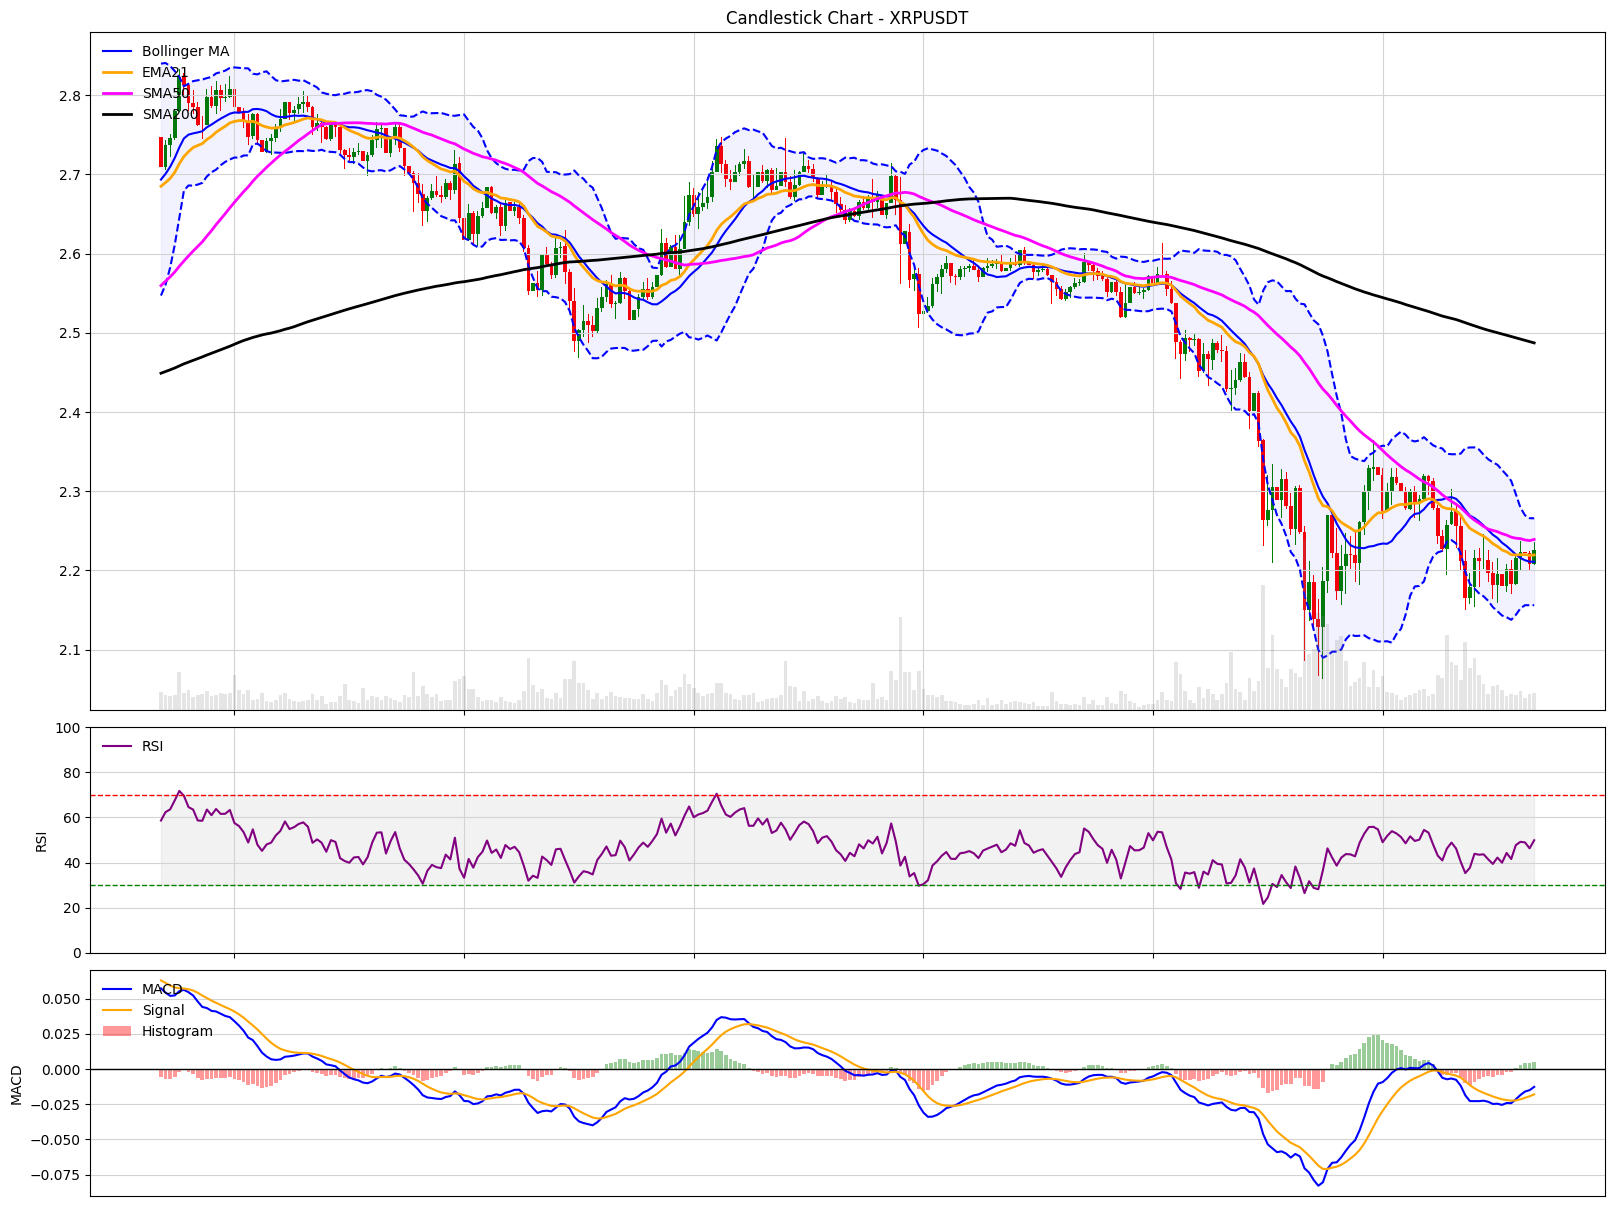 Candlestick Chart - XRPUSDT
Bollinger MA
EMA21
SMA50
SMA200
2.8
2.7
2.6
2.5
2.4
2.3
2.2
2.1
RSI
100
80
60
40
20
0
RSI
MACD
Signal
Histogram
0.050
0.025
0.000
−0.025
−0.050
−0.075
MACD